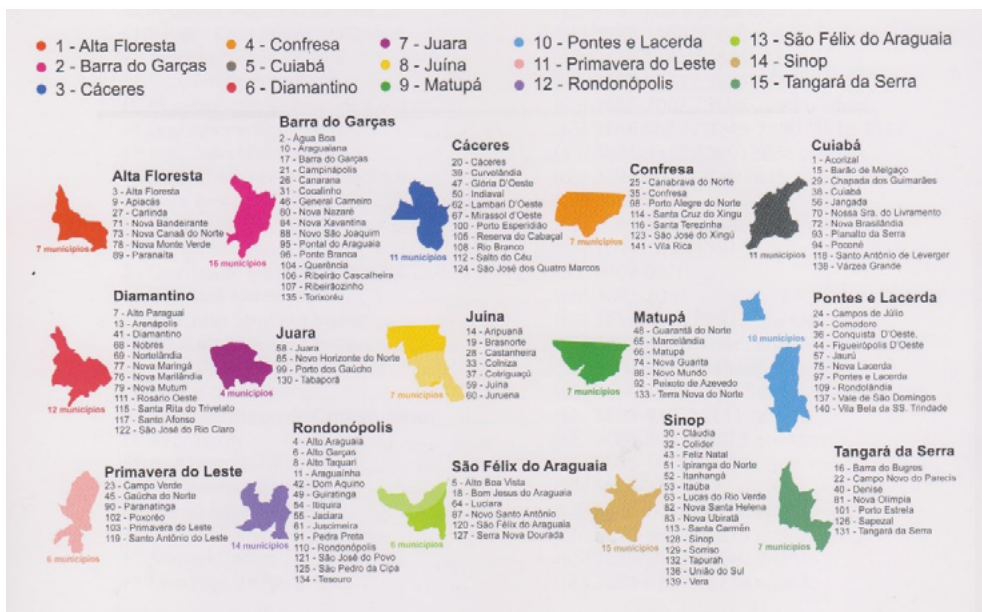 1 - Alta Floresta
2 - Barra do Garças
3 - Cáceres
4 - Confresa
5 - Cuiabá
6 - Diamantino
7 - Juara
8 - Juína
9 - Matupá
10 - Pontes e Lacerda
11 - Primavera do Leste
12 - Rondonópolis
13 - São Félix do Araguaia
14 - Sinop
15 - Tangará da Serra
Alta Floresta
3 - Alta Floresta
9 - Apiacás
27 - Carlinda
71 - Nova Bandeirante
73 - Nova Canaã do Norte
78 - Nova Monte Verde
89 - Paranaíta
7 municípios
Barra do Garças
2 - Água Boa
10 - Araguaiana
17 - Barra do Garças
21 - Campinápolis
26 - Canarana
31 - Cocalinho
46 - General Carneiro
80 - Nova Nazaré
84 - Nova Xavantina
88 - Novo São Joaquim
95 - Pontal do Araguaia
96 - Ponte Branca
104 - Querência
106 - Ribeirão Cascalheira
107 - Ribeirãozinho
135 - Torixoréu
16 municípios
Cáceres
20 - Cáceres
39 - Curvelândia
47 - Glória D'Oeste
50 - Indiavaí
62 - Lambari D'Oeste
67 - Mirassol d'Oeste
100 - Porto Esperidião
105 - Reserva do Cabaçal
108 - Rio Branco
112 - Salto do Céu
124 - São José dos Quatro Marcos
11 municípios
Confresa
25 - Canabrava do Norte
35 - Confresa
98 - Porto Alegre do Norte
114 - Santa Cruz do Xingu
116 - Santa Terezinha
123 - São José do Xingú
141 - Vila Rica
7 municípios
Cuiabá
1 - Acorizal
15 - Barão de Melgaço
29 - Chapada dos Guimarães
38 - Cuiabá
56 - Jangada
70 - Nossa Sra. do Livramento
72 - Nova Brasilândia
93 - Planalto da Serra
94 - Poconé
118 - Santo Antônio de Leverger
138 - Várzea Grande
11 municípios
Diamantino
7 - Alto Paraguai
13 - Arenápolis
41 - Diamantino
68 - Nobres
69 - Nortelândia
77 - Nova Maringá
76 - Nova Marilândia
79 - Nova Mutum
111 - Rosário Oeste
115 - Santa Rita do Trivelato
117 - Santo Afonso
122 - São José do Rio Claro
12 municípios
Juara
58 - Juara
85 - Novo Horizonte do Norte
99 - Porto dos Gaúcho
130 - Tabaporã
4 municípios
Juina
14 - Aripuanã
19 - Brasnorte
28 - Castanheira
33 - Colniza
37 - Cotriguaçú
59 - Juína
60 - Juruena
7 municípios
Matupá
48 - Guarantã do Norte
65 - Marcelândia
66 - Matupá
74 - Nova Guanta
86 - Novo Mundo
92 - Peixoto de Azevedo
133 - Terra Nova do Norte
7 municípios
Pontes e Lacerda
24 - Campos de Júlio
34 - Comodoro
36 - Conquista D'Oeste,
44 - Figueirópolis D'Oeste
57 - Jaurú
75 - Nova Lacerda
97 - Pontes e Lacerda
109 - Rondolândia
137 - Vale de São Domingos
140 - Vila Bela da SS. Trindade
10 municípios
Primavera do Leste
23 - Campo Verde
45 - Gaúcha do Norte
90 - Paranatinga
102 - Poxoréo
103 - Primavera do Leste
119 - Santo Antônio do Leste
6 municípios
Rondonópolis
4 - Alto Araguaia
6 - Alto Garças
8 - Alto Taquari
11 - Araguaínha
42 - Dom Aquino
49 - Guiratinga
54 - Itiquira
55 - Jaciara
61 - Juscimeira
91 - Pedra Preta
110 - Rondonópolis
121 - São José do Povo
125 - São Pedro da Cipa
134 - Tesouro
14 municípios
São Félix do Araguaia
5 - Alto Boa Vista
18 - Bom Jesus do Araguaia
64 - Luciara
87 - Novo Santo Antônio
120 - São Félix do Araguaia
127 - Serra Nova Dourada
6 municípios
Sinop
30 - Cláudia
32 - Colíder
43 - Feliz Natal
51 - Ipiranga do Norte
52 - Itanhangá
53 - Itaúba
63 - Lucas do Rio Verde
82 - Nova Santa Helena
83 - Nova Ubiratã
113 - Santa Carmén
128 - Sinop
129 - Sorriso
132 - Tapurah
136 - União do Sul
139 - Vera
15 municípios
Tangará da Serra
16 - Barra do Bugres
22 - Campo Novo do Parecis
40 - Denise
81 - Nova Olímpia
101 - Porto Estrela
126 - Sapezal
131 - Tangará da Serra
7 municípios